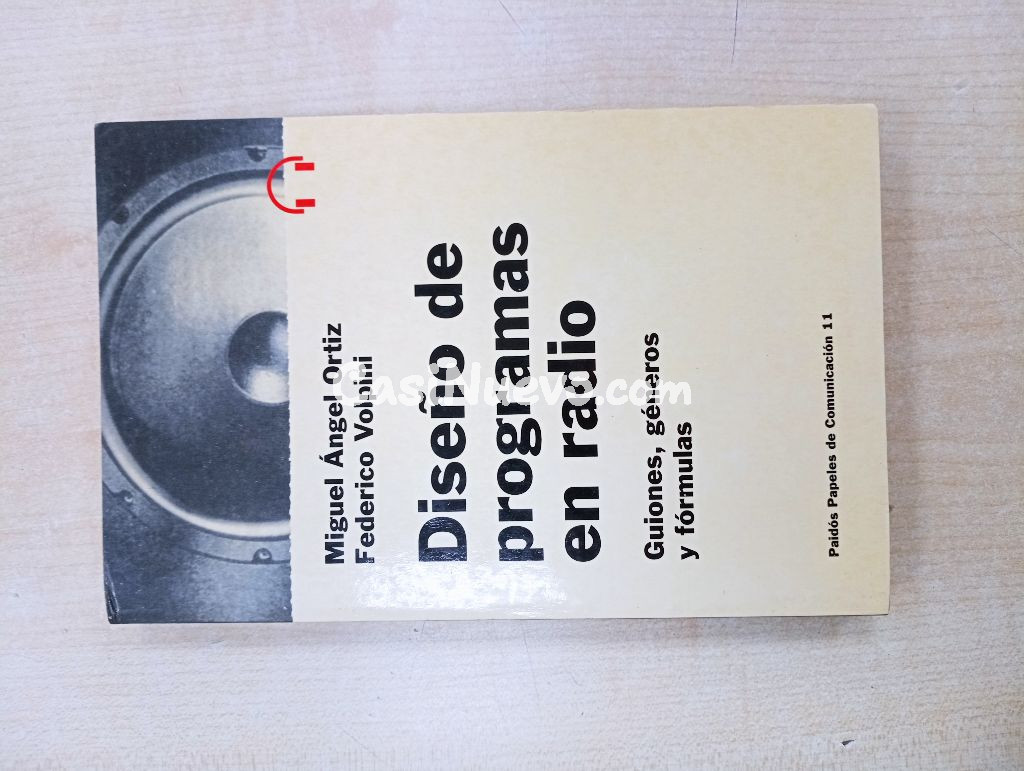 Miguel Ángel Ortiz
Federico Volpini
Diseño de
programas
en radio
Guiones, géneros
y fórmulas
Paidós Papeles de Comunicación 11
CasiNuevo.com